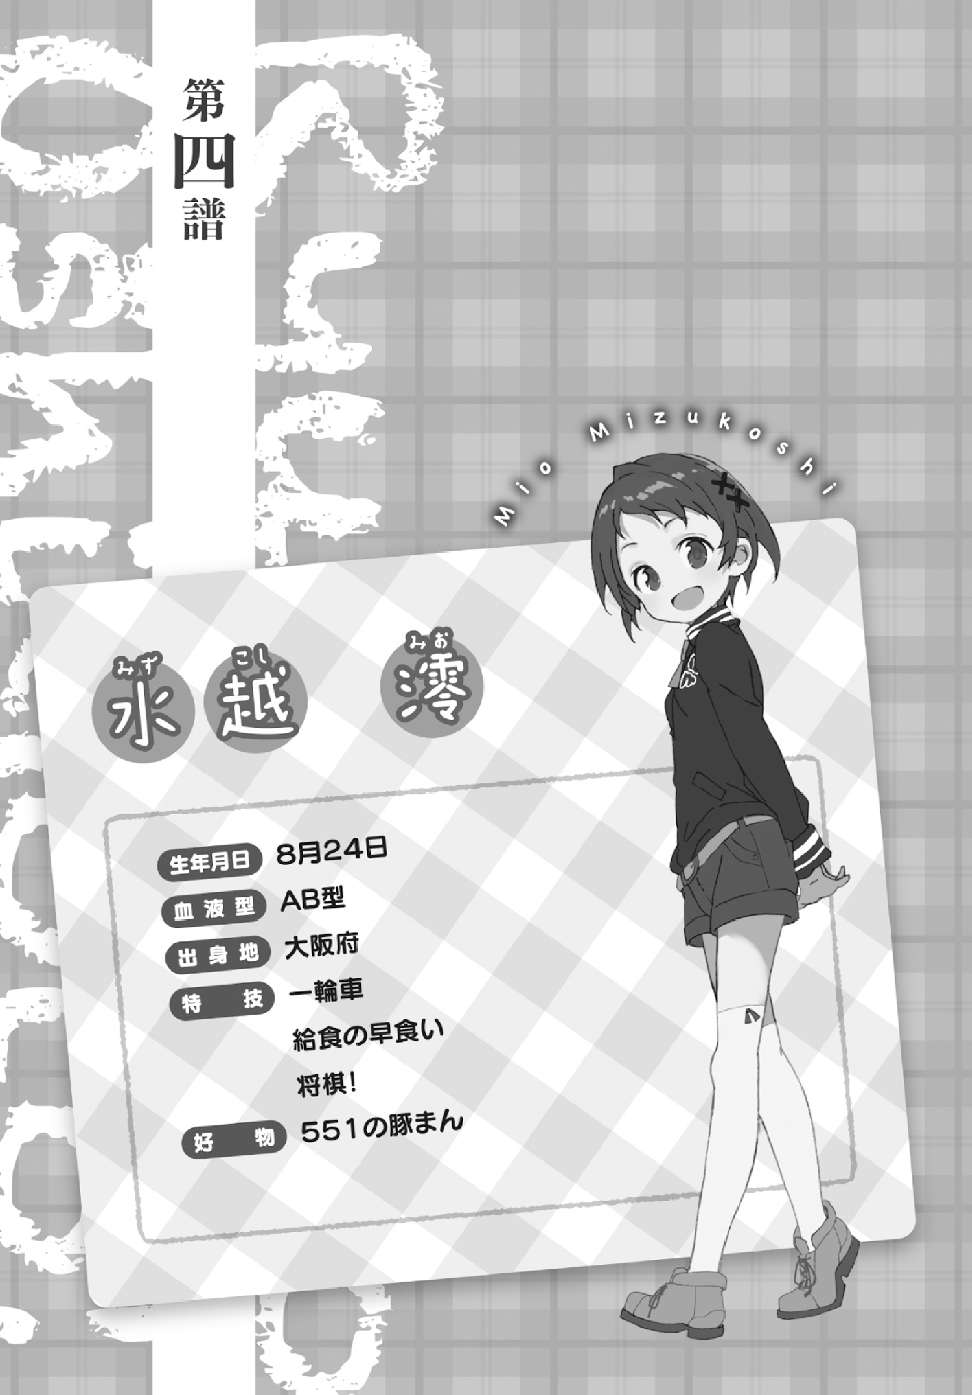 第四譜
Mio Mizukoshi
みず こし みお
水越 澪
生年月日 8月24日
血液型 AB型
出身地 大阪府
特技 一輪車
給食の早食い
将棋!
好物 551の豚まん